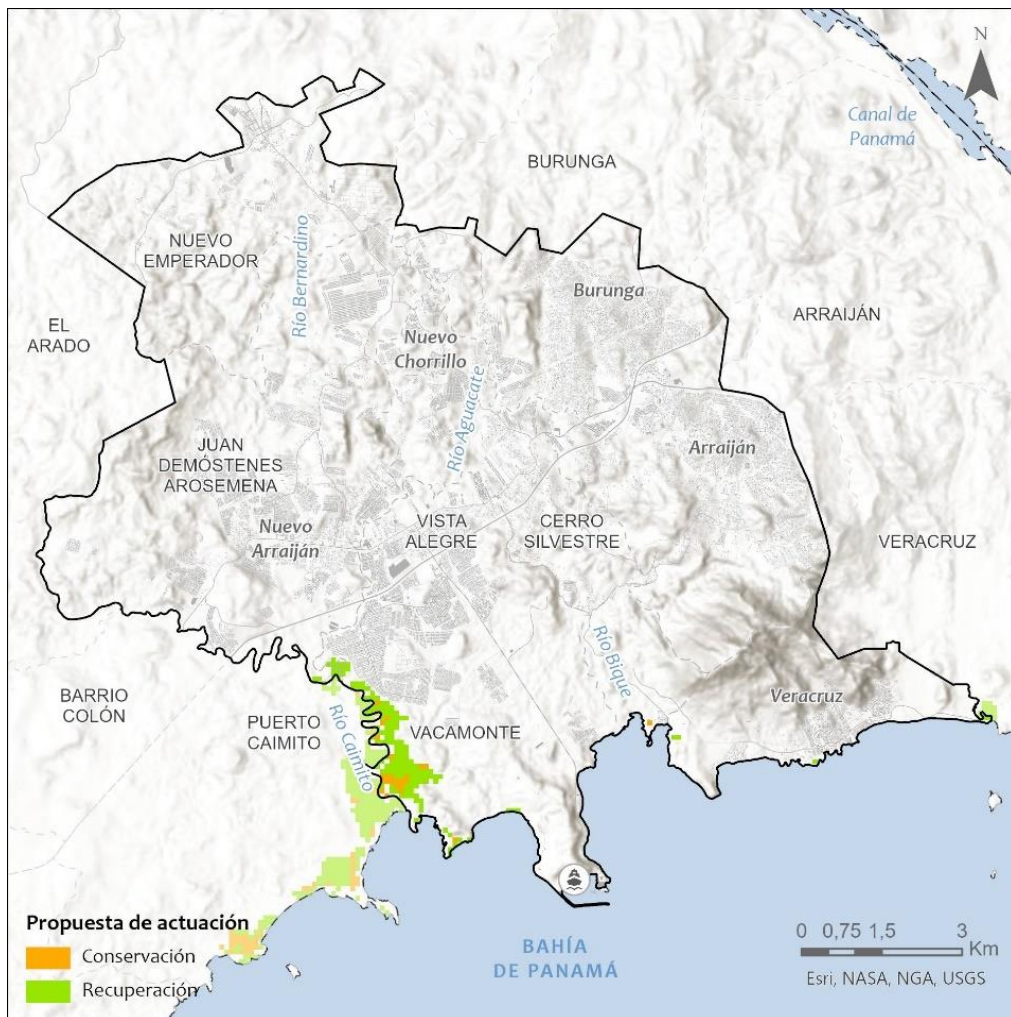 N
Canal de
Panamá
BURUNGA
NUEVO
EMPERADOR
Río Bernardino
Burunga
EL
ARADO
ARRAIJÁN
Nuevo
Chorrillo
Río Aguacate
JUAN
DEMÓSTENES
AROSEMENA
Arraiján
Nuevo
Arraiján
VISTA
ALEGRE
CERRO
SILVESTRE
VERACRUZ
Río Bique
BARRIO
COLÓN
PUERTO
CAIMITO
Río Caimito
VACAMONTE
Veracruz
Propuesta de actuación
Conservación
Recuperación
BAHÍA
DE PANAMÁ
0 0,75 1,5 3
Km
Esri, NASA, NGA, USGS